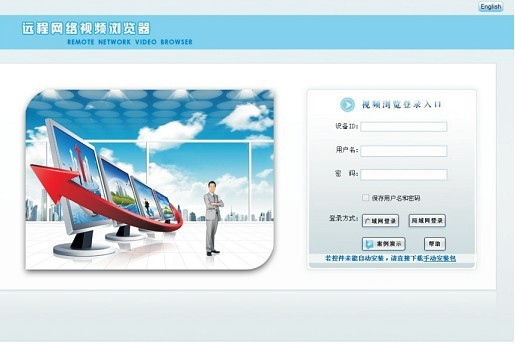 English
远程网络视频浏览器
REMOTE NETWORK VIDEO BROWSER
视频浏览登录入口
设备ID:
用户名:
密 码:
保存用户名和密码
登录方式: 广域网登录 局域网登录
案例演示 帮助
若控件未能自动安装，请直接下载手动安装包